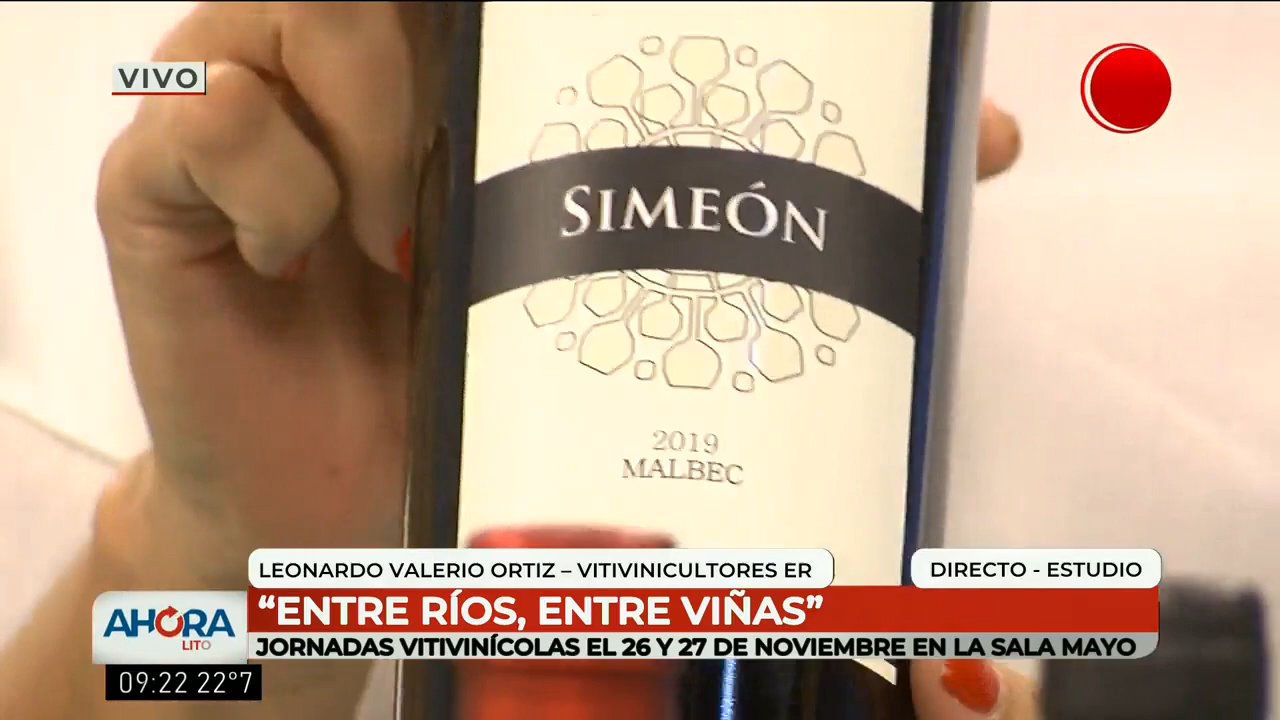 VIVO
SIMEÓN
2019
MALBEC
LEONARDO VALERIO ORTIZ – VITIVINICULTORES ER
DIRECTO - ESTUDIO
“ENTRE RÍOS, ENTRE VIÑAS”
JORNADAS VITIVINÍCOLAS EL 26 Y 27 DE NOVIEMBRE EN LA SALA MAYO
AHORA
LITO
09:22 22°7